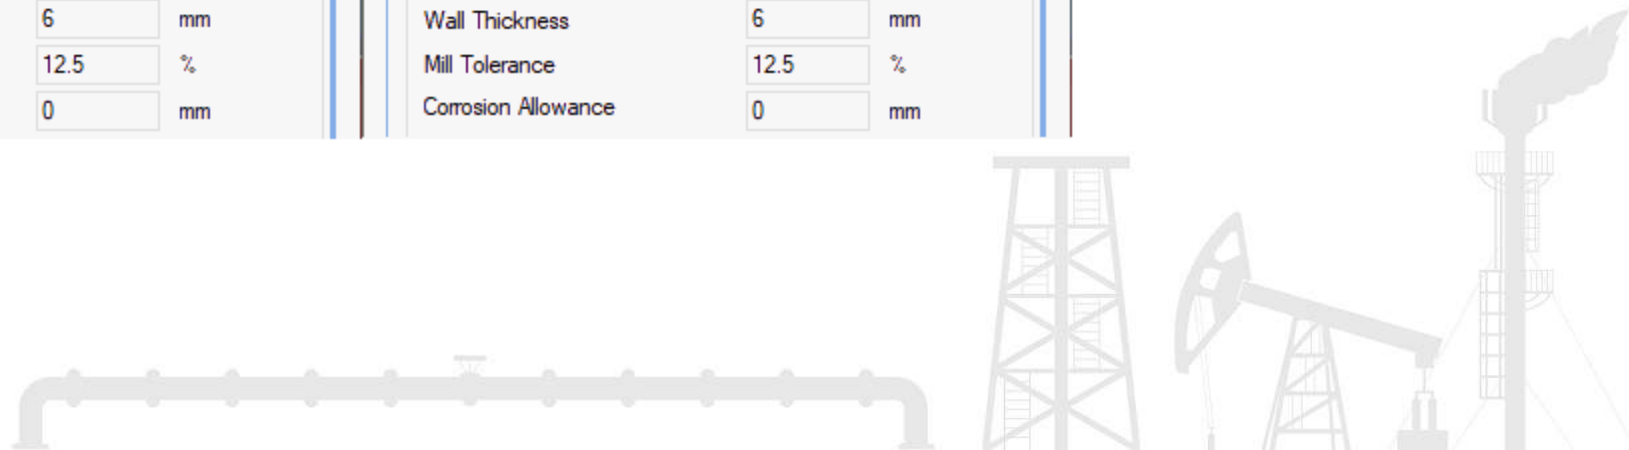 6 mm Wall Thickness 6 mm
12.5 % Mill Tolerance 12.5 %
0 mm Corrosion Allowance 0 mm